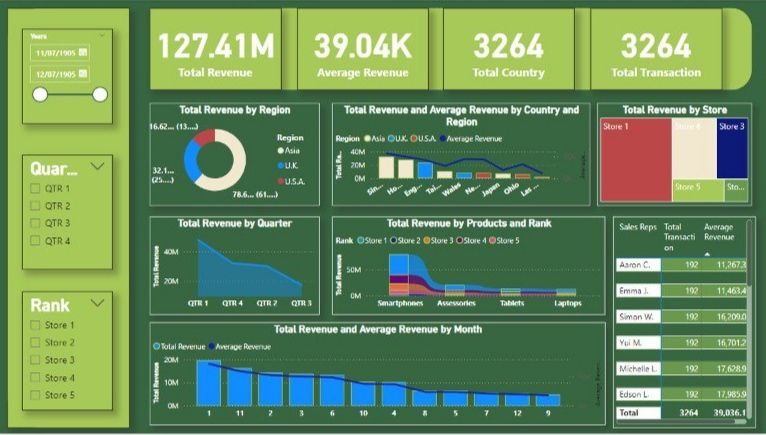 Years
11/07/1905
12/07/1905
Quar...
QTR 1
QTR 2
QTR 3
QTR 4
Rank
Store 1
Store 2
Store 3
Store 4
Store 5
127.41M
Total Revenue
39.04K
Average Revenue
3264
Total Country
3264
Total Transaction
Total Revenue by Region
16.62... (13....)
32.1...
(25....)
78.6... (61....)
Region
Asia
U.K.
U.S.A.
Total Revenue and Average Revenue by Country and
Region
Region Asia U.K. U.S.A. Average Revenue
Total Re...
40M
20M
0M
Sin... Ho... Eng... Tai... Wales Ne... Japan Ohio Las ...
Average...
Total Revenue by Store
Store 1
Store 4
Store 3
Store 5
Sto...
Total Revenue by Quarter
Total Revenue
40M
20M
QTR 1 QTR 4 QTR 2 QTR 3
Total Revenue by Products and Rank
Rank Store 1 Store 2 Store 3 Store 4 Store 5
Total Revenue
50M
0M
Smartphones Assessories Tablets Laptops
Total Revenue and Average Revenue by Month
Total Revenue Average Revenue
Total Revenue
20M
10M
0M
1 11 2 3 6 10 4 8 5 7 12 9
Average Reven...
Sales Reps Total Average
Transacti Revenue
on
Aaron C. 192 11,267.3
Emma J. 192 11,463.4
Simon W. 192 16,209.0
Yui M. 192 16,701.2
Michelle L. 192 17,628.9
Edson L. 192 17,985.9
Total 3264 39,036.1